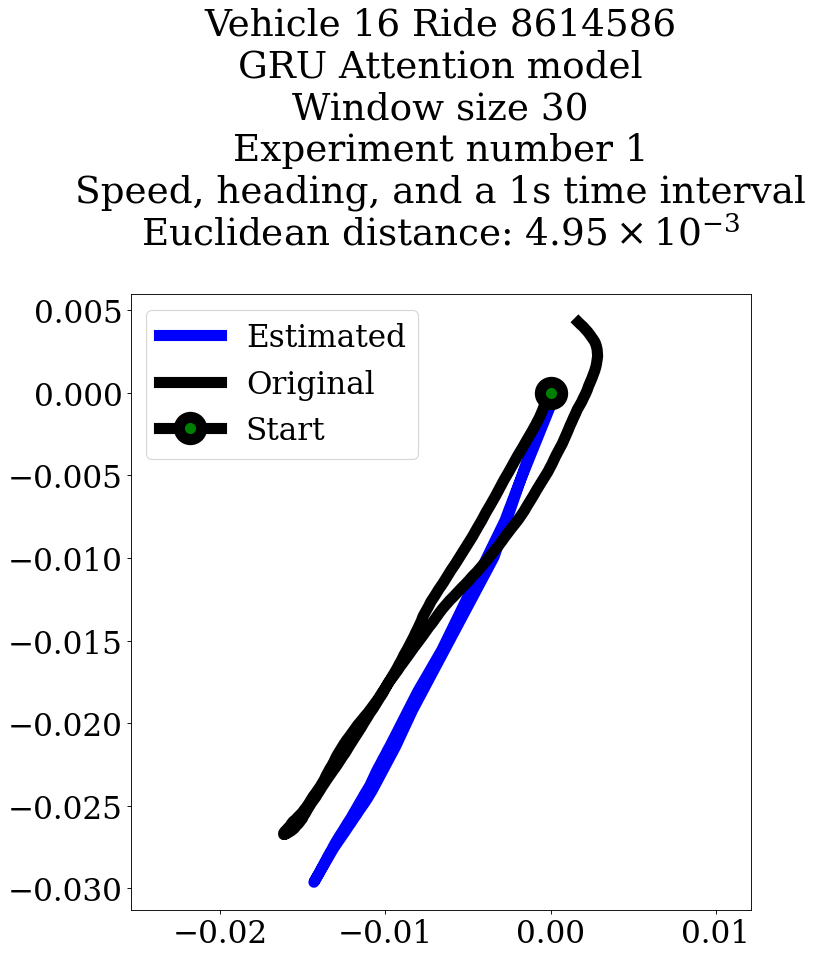 Vehicle 16 Ride 8614586
GRU Attention model
Window size 30
Experiment number 1
Speed, heading, and a 1s time interval
Euclidean distance: 4.95 × 10⁻³
Estimated
Original
Start
0.005
0.000
−0.005
−0.010
−0.015
−0.020
−0.025
−0.030
−0.02
−0.01
0.00
0.01